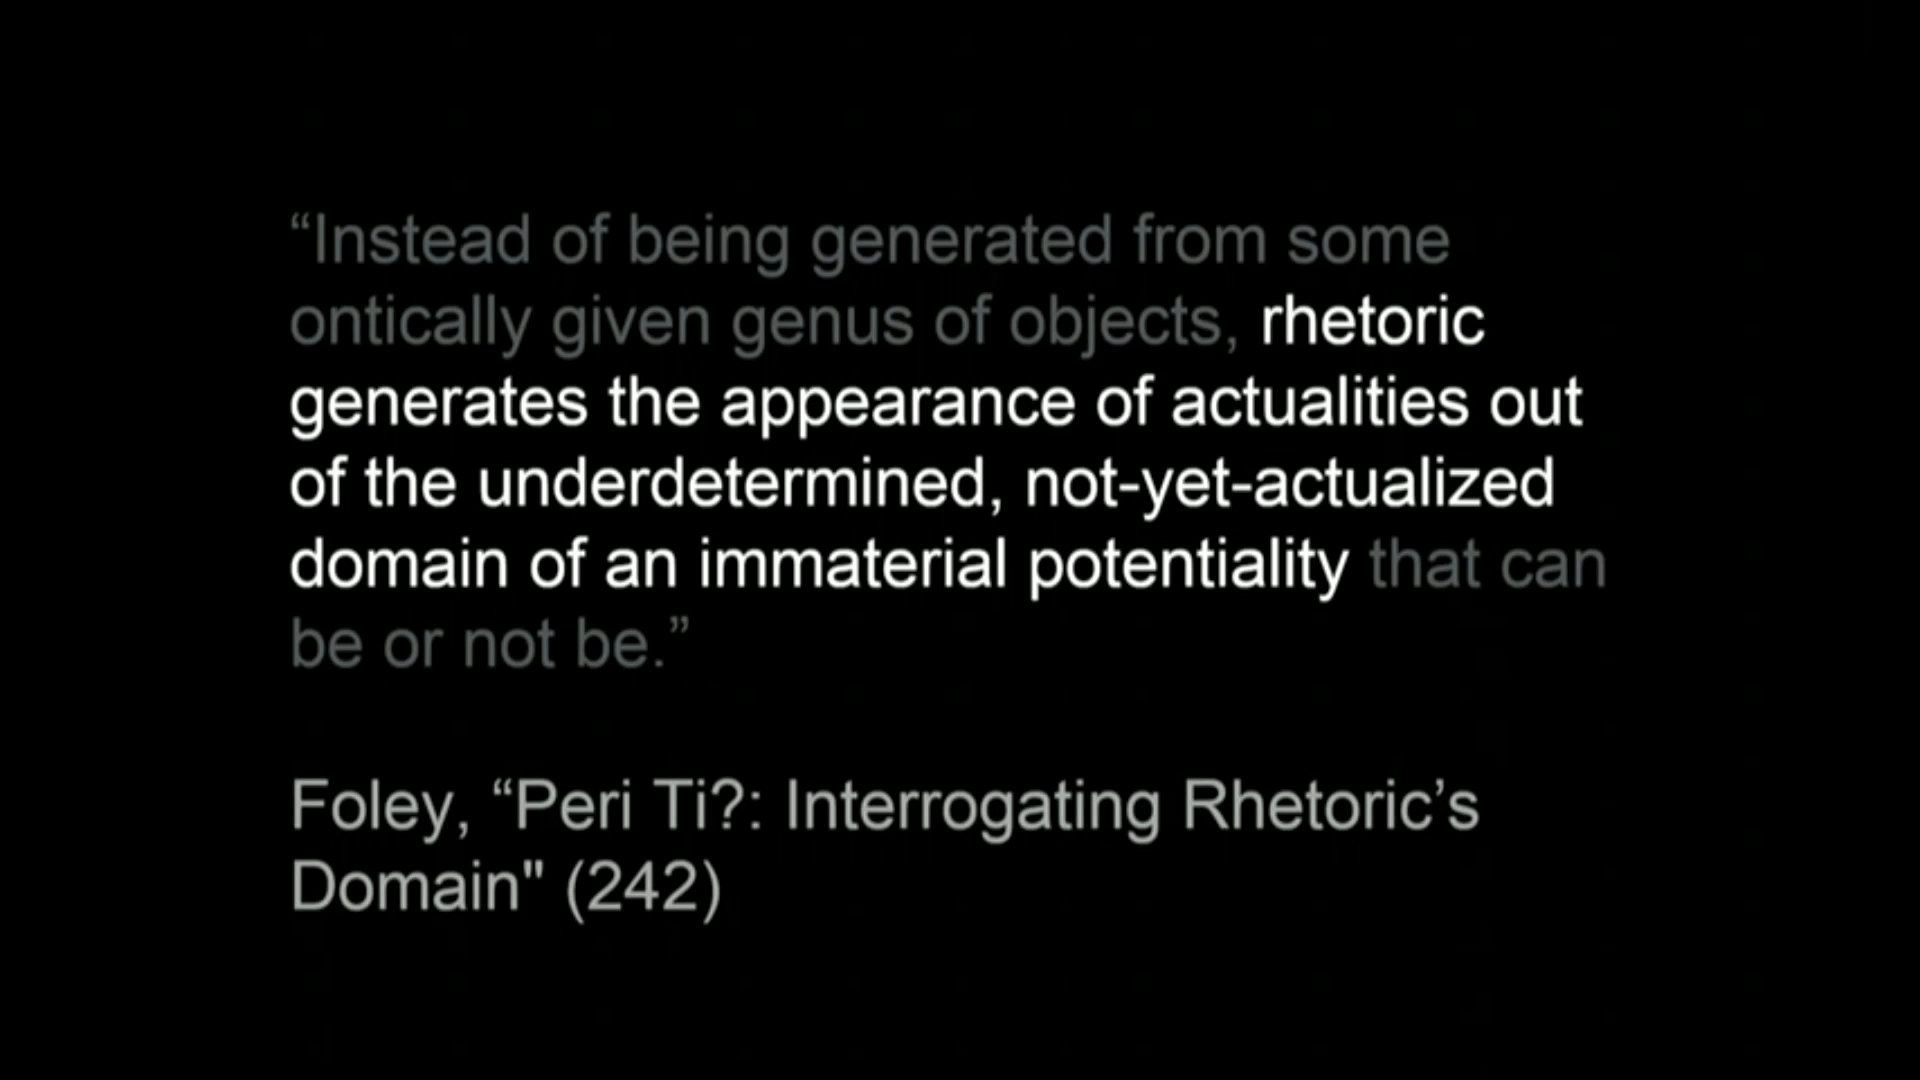 “Instead of being generated from some
ontically given genus of objects, rhetoric
generates the appearance of actualities out
of the underdetermined, not-yet-actualized
domain of an immaterial potentiality that can
be or not be.”
Foley, “Peri Ti?: Interrogating Rhetoric’s
Domain" (242)